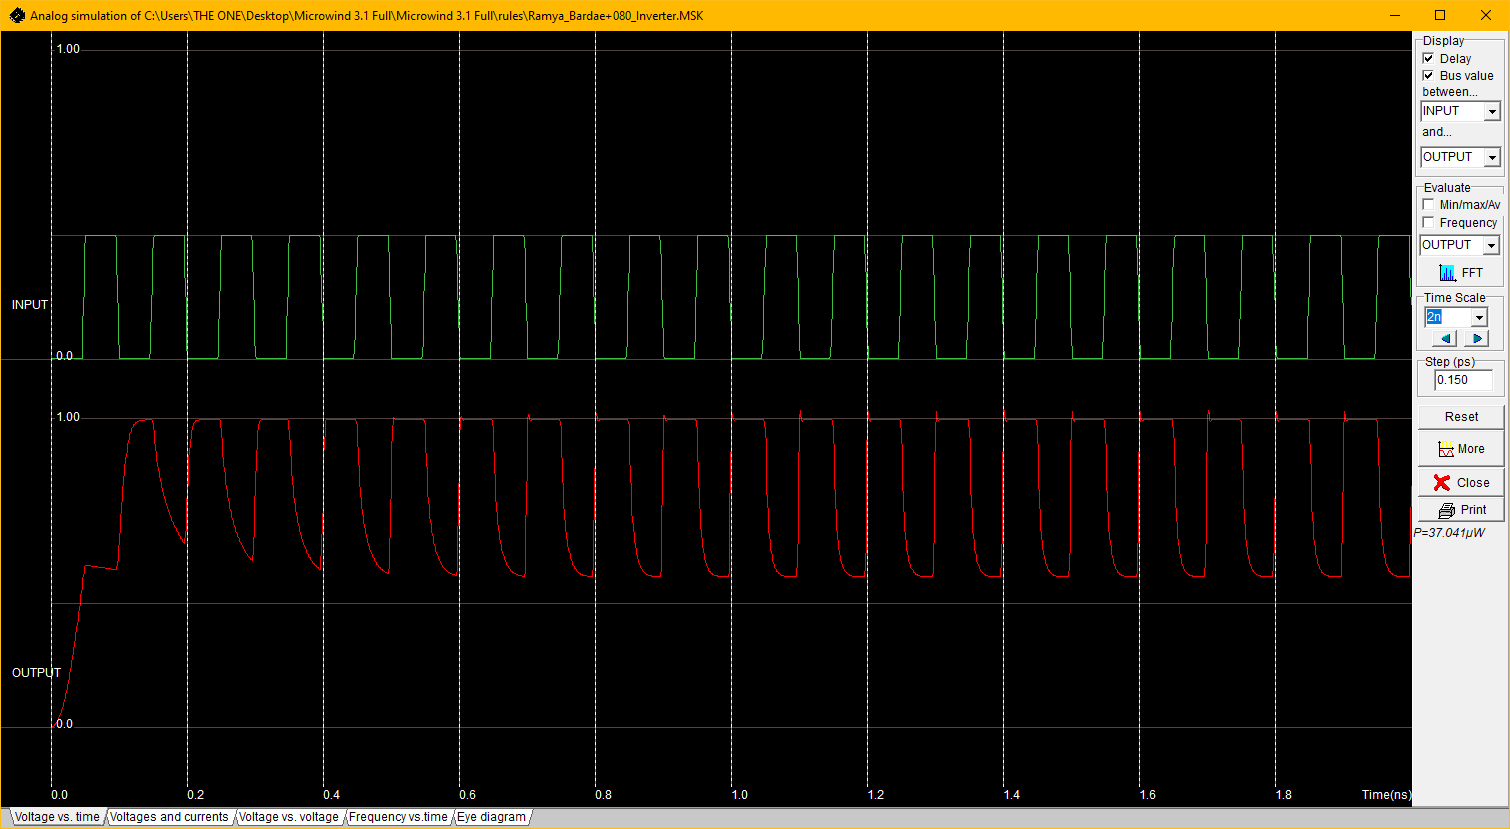 Analog simulation of C:\Users\THE ONE\Desktop\Microwind 3.1 Full\Microwind 3.1 Full\rules\Ramya_Bardae+080_Inverter.MSK
1.00
INPUT
0.0
1.00
OUTPUT
0.0
0.0 0.2 0.4 0.6 0.8 1.0 1.2 1.4 1.6 1.8 Time(ns)
Voltage vs. time Voltages and currents Voltage vs. voltage Frequency vs.time Eye diagram
Display
Delay
Bus value
between...
INPUT
and...
OUTPUT
Evaluate
Min/max/Av
Frequency
OUTPUT
FFT
Time Scale
2n
Step (ps)
0.150
Reset
More
Close
Print
P=37.041µW